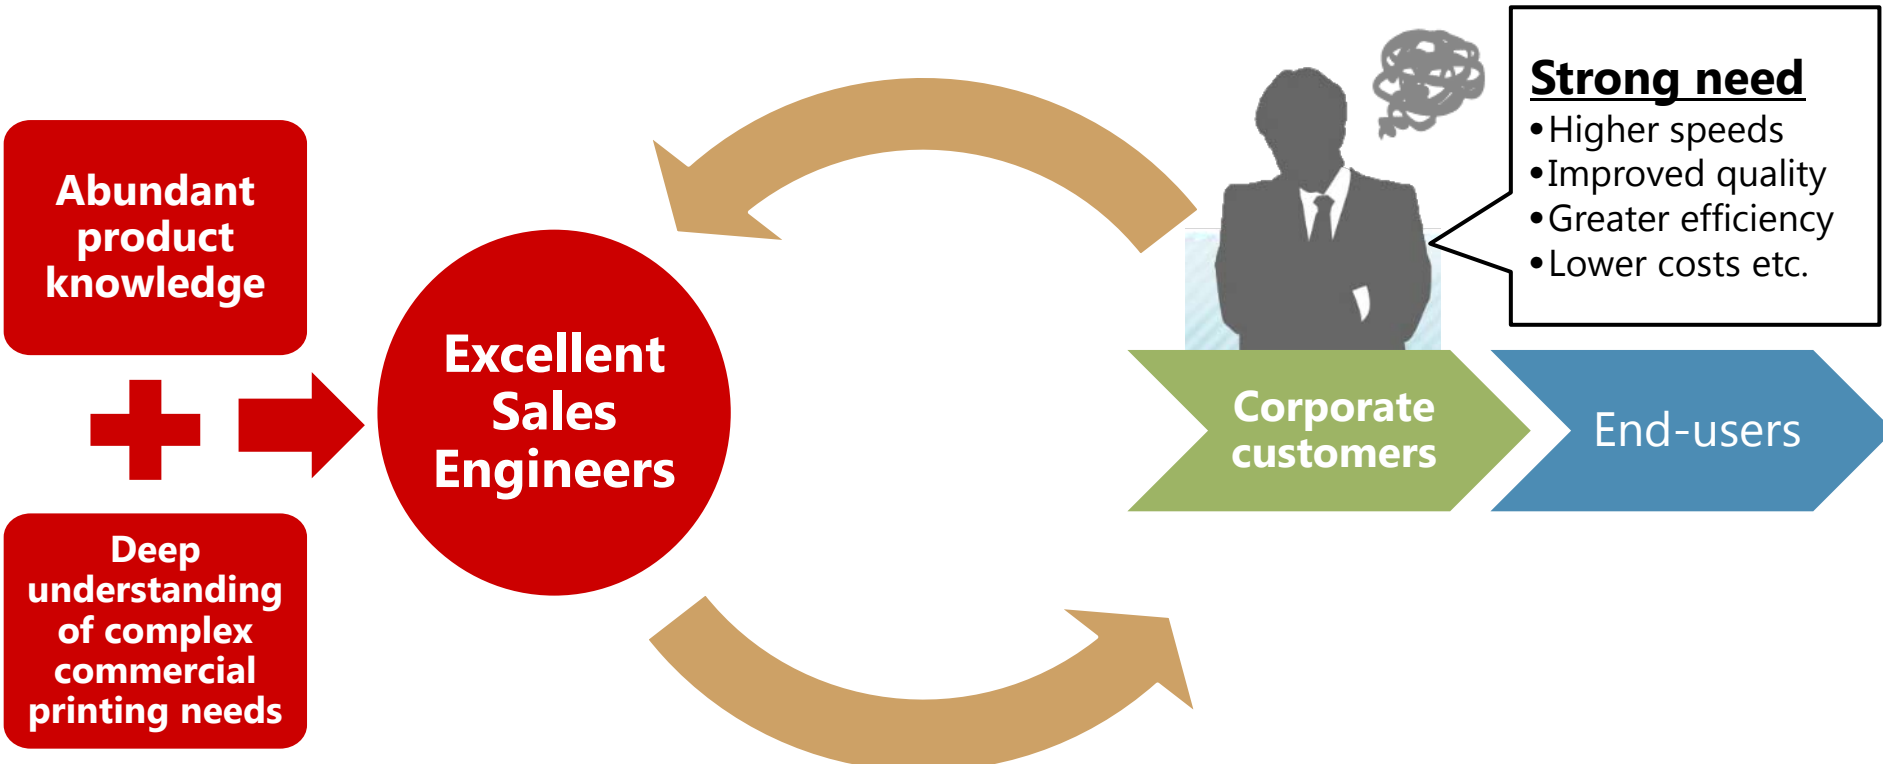 Abundant
product
knowledge
Deep
understanding
of complex
commercial
printing needs
Excellent
Sales
Engineers
Strong need
•Higher speeds
•Improved quality
•Greater efficiency
•Lower costs etc.
Corporate
customers
End-users